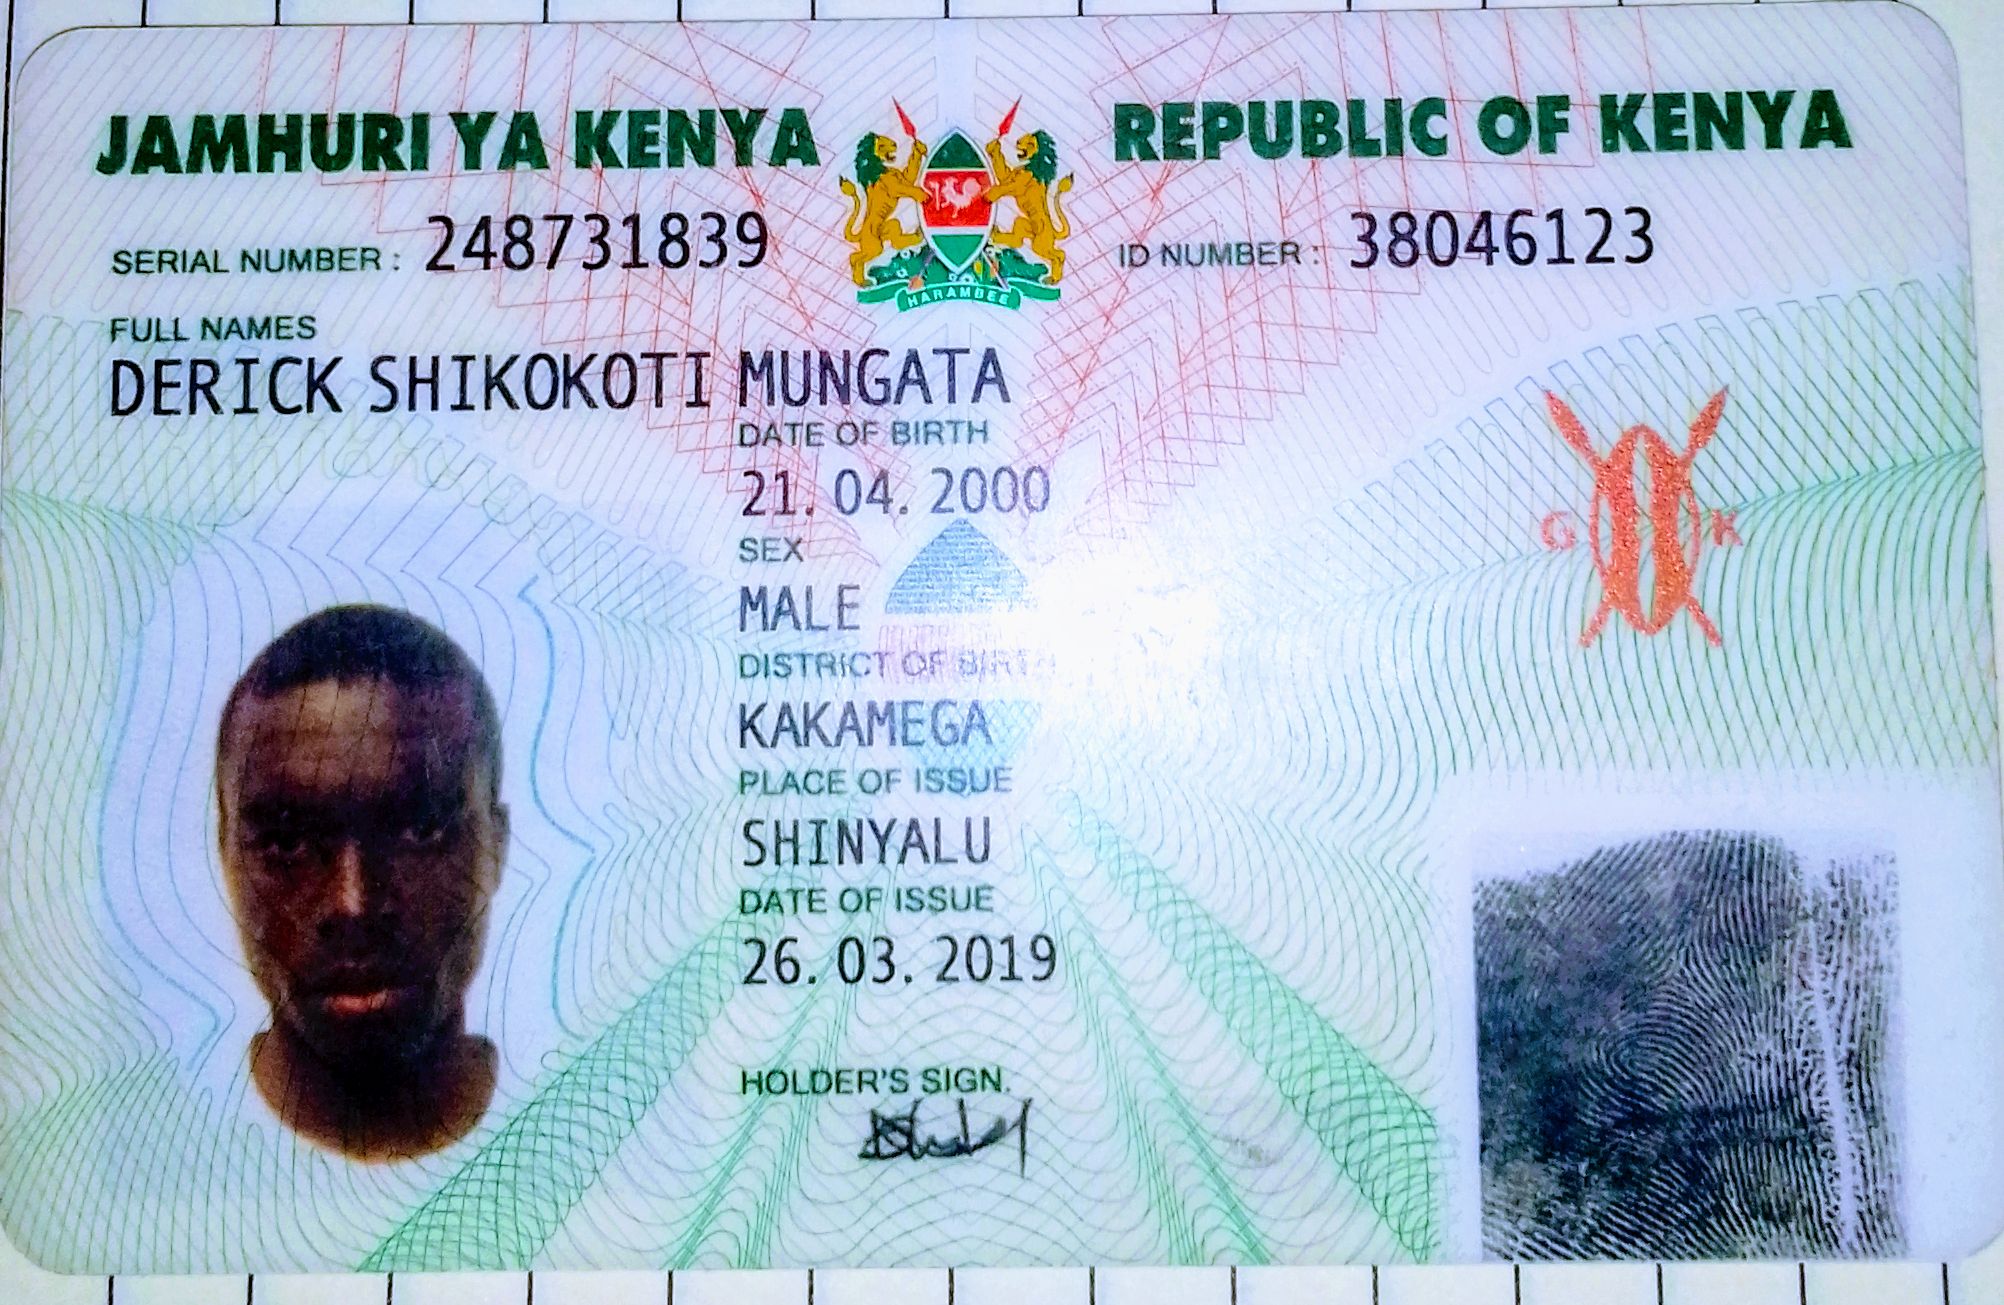 JAMHURI YA KENYA REPUBLIC OF KENYA
SERIAL NUMBER : 248731839 ID NUMBER : 38046123
HARAMBEE
FULL NAMES
DERICK SHIKOKOTI MUNGATA
DATE OF BIRTH
21. 04. 2000
G K
SEX
MALE
DISTRICT OF BIRTH
KAKAMEGA
PLACE OF ISSUE
SHINYALU
DATE OF ISSUE
26. 03. 2019
HOLDER'S SIGN.